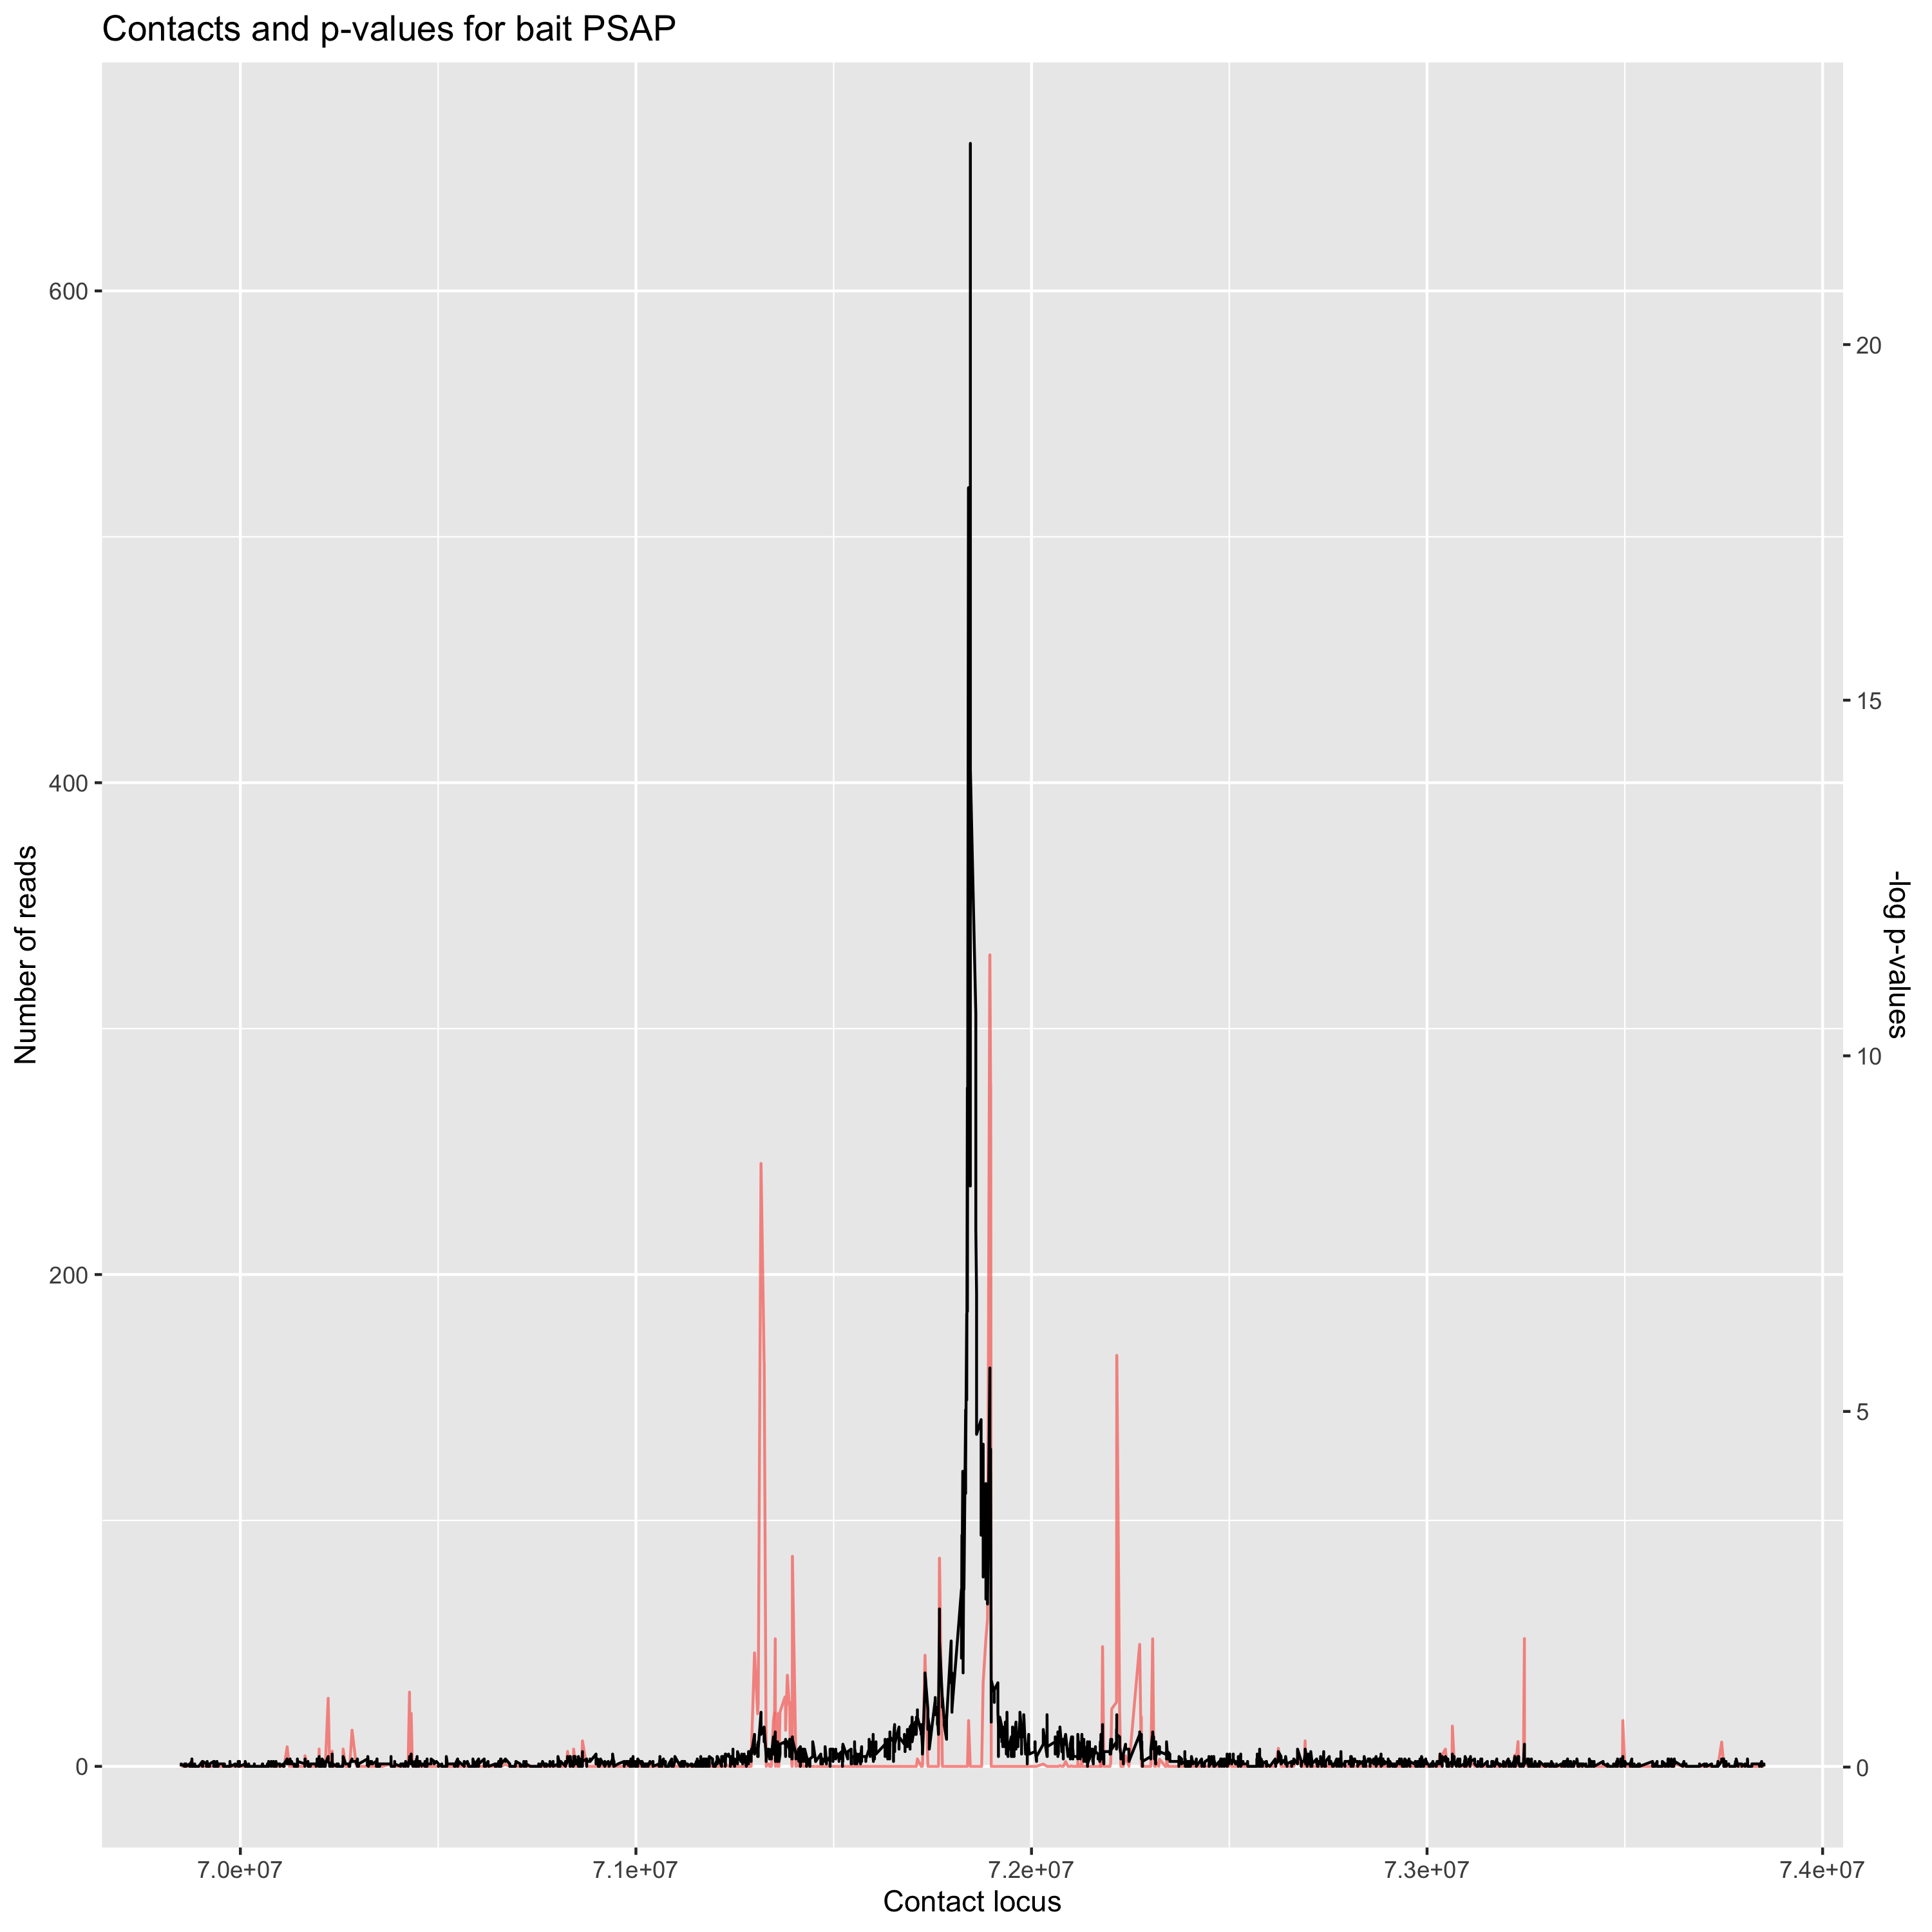 Contacts and p-values for bait PSAP
600
400
200
0
20
15
10
5
0
Number of reads
-log p-values
7.0e+07
7.1e+07
7.2e+07
7.3e+07
7.4e+07
Contact locus